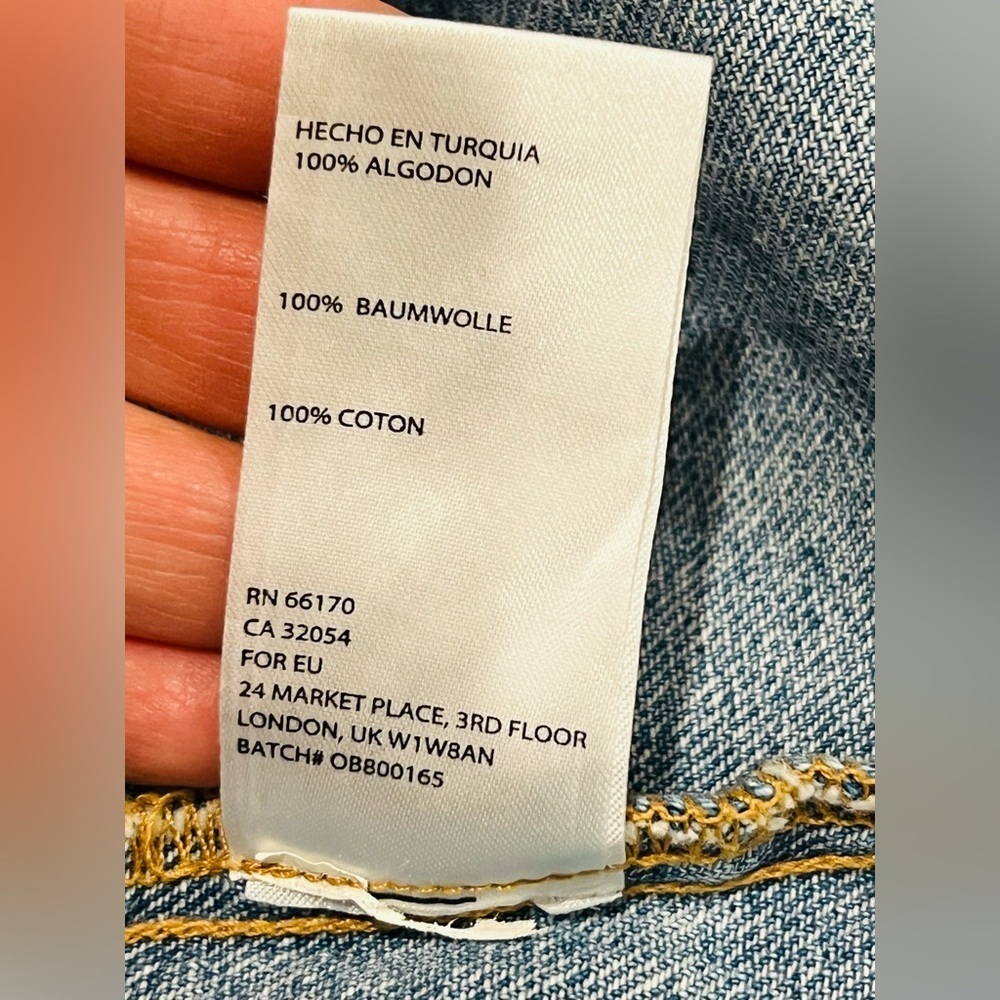 HECHO EN TURQUIA
100% ALGODON
100% BAUMWOLLE
100% COTON
RN 66170
CA 32054
FOR EU
24 MARKET PLACE, 3RD FLOOR
LONDON, UK W1W8AN
BATCH# OB800165